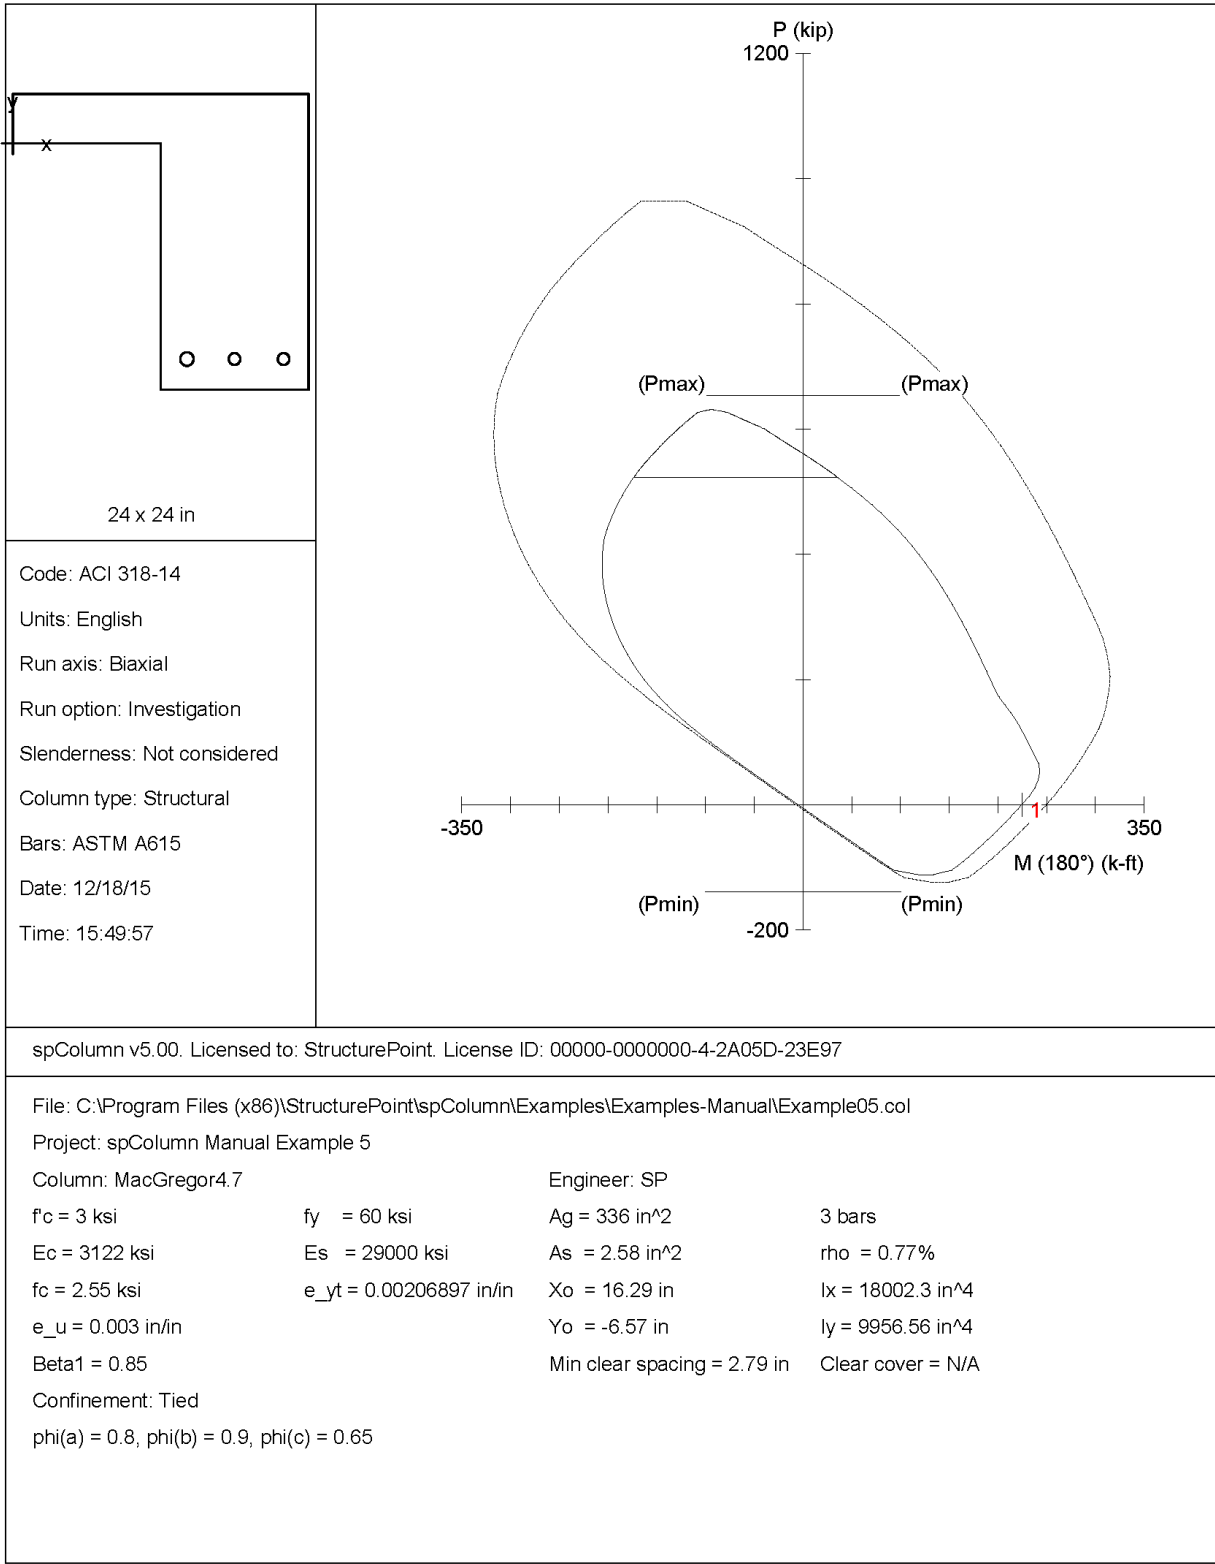 P (kip)
1200
y
x
(Pmax) (Pmax)
24 x 24 in
Code: ACI 318-14
Units: English
Run axis: Biaxial
Run option: Investigation
Slenderness: Not considered
Column type: Structural
Bars: ASTM A615
Date: 12/18/15
Time: 15:49:57
1
-350 350
M (180°) (k-ft)
(Pmin) (Pmin)
-200
spColumn v5.00. Licensed to: StructurePoint. License ID: 00000-0000000-4-2A05D-23E97
File: C:\Program Files (x86)\StructurePoint\spColumn\Examples\Examples-Manual\Example05.col
Project: spColumn Manual Example 5
Column: MacGregor4.7 Engineer: SP
f'c = 3 ksi fy = 60 ksi Ag = 336 in^2 3 bars
Ec = 3122 ksi Es = 29000 ksi As = 2.58 in^2 rho = 0.77%
fc = 2.55 ksi e_yt = 0.00206897 in/in Xo = 16.29 in Ix = 18002.3 in^4
e_u = 0.003 in/in Yo = -6.57 in Iy = 9956.56 in^4
Beta1 = 0.85 Min clear spacing = 2.79 in Clear cover = N/A
Confinement: Tied
phi(a) = 0.8, phi(b) = 0.9, phi(c) = 0.65